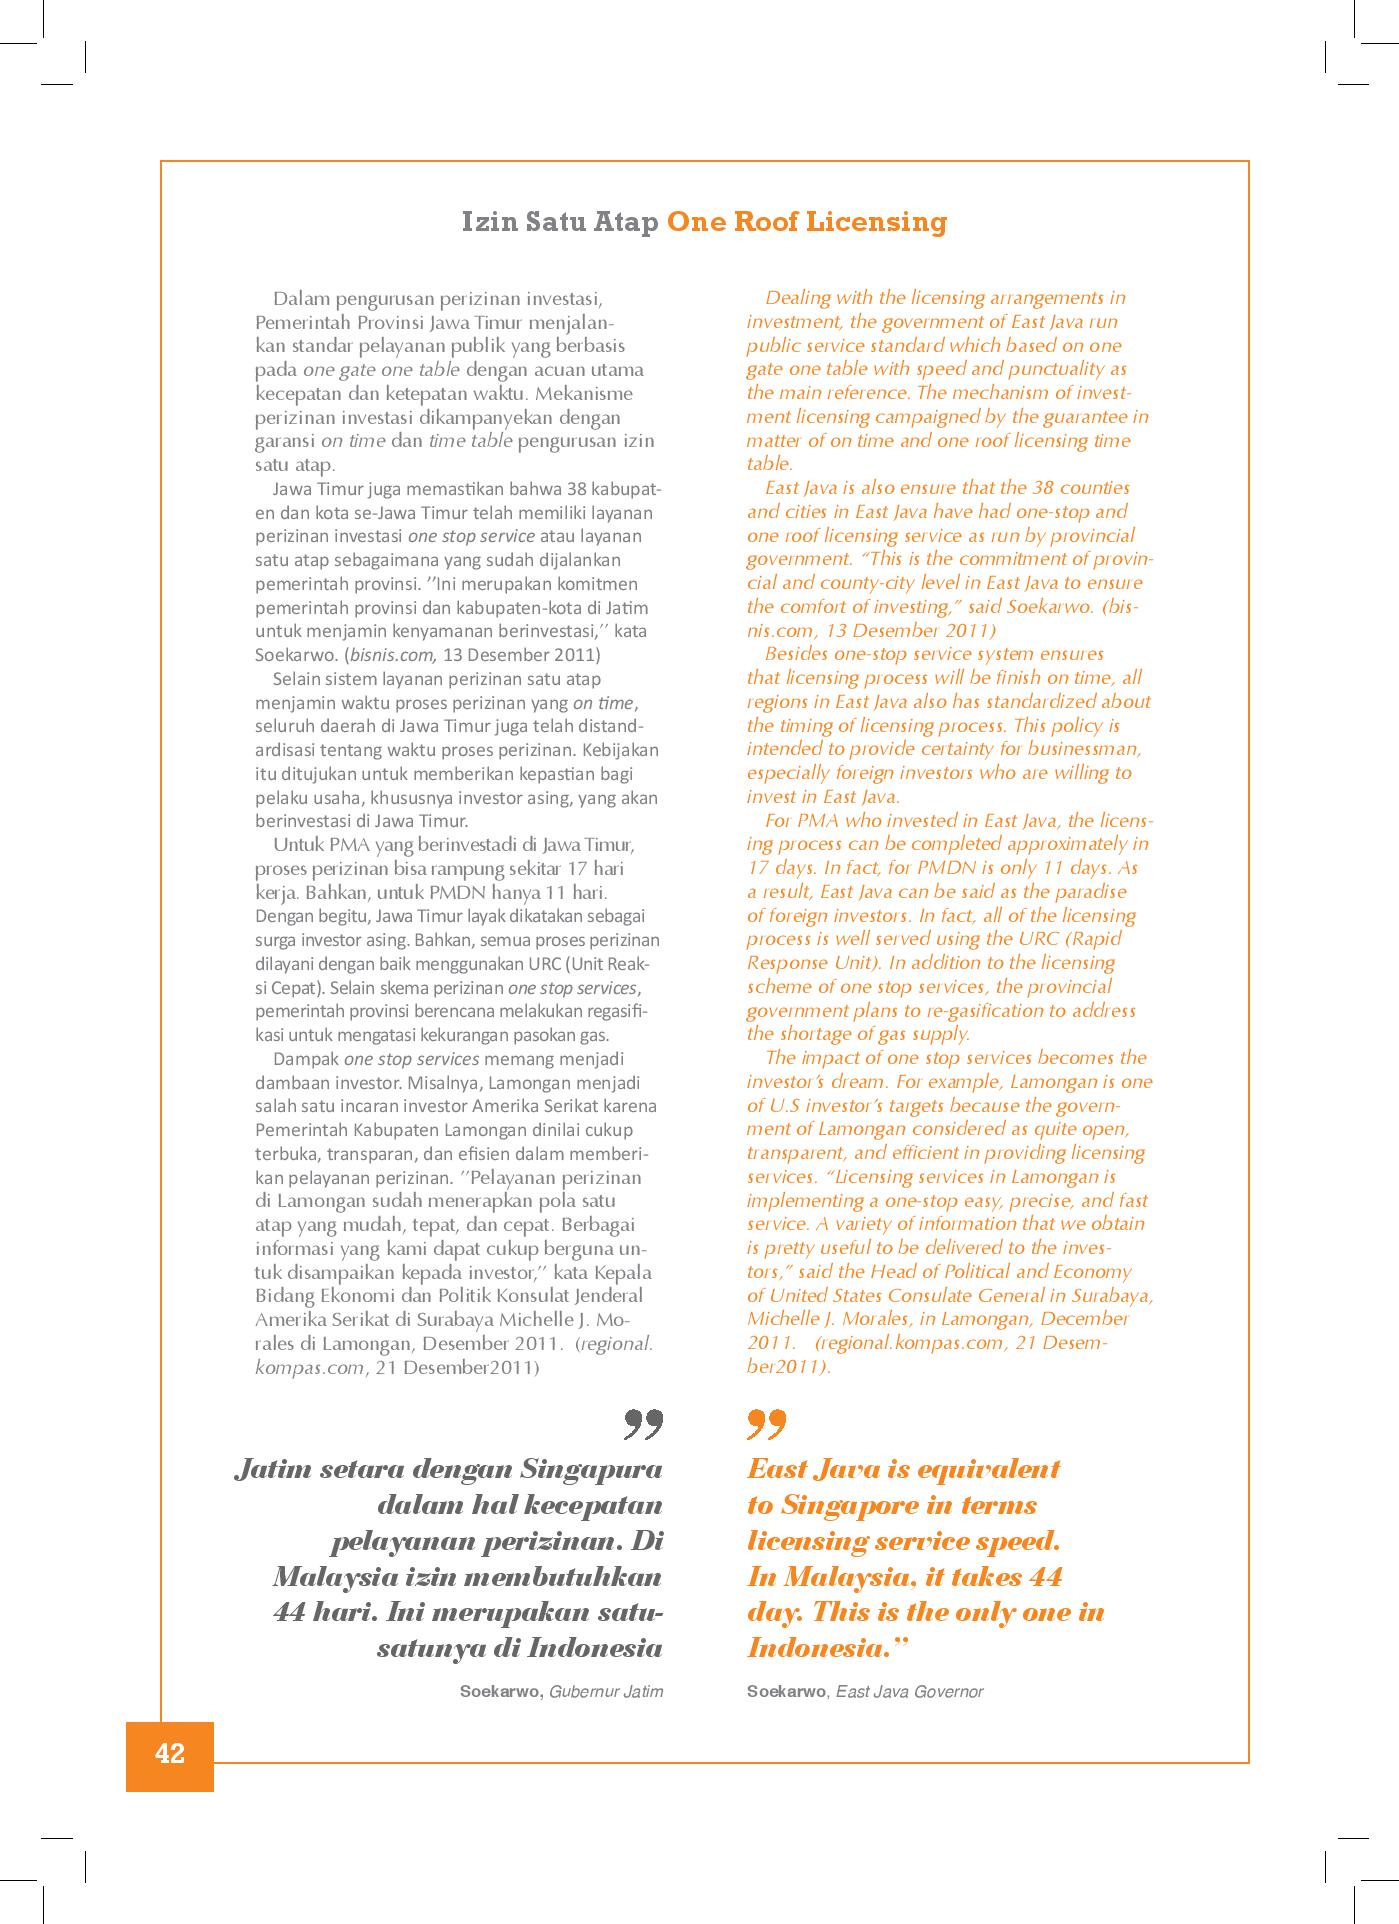 Izin Satu Atap One Roof Licensing
Dalam pengurusan perizinan investasi,
Pemerintah Provinsi Jawa Timur menjalan-
kan standar pelayanan publik yang berbasis
pada one gate one table dengan acuan utama
kecepatan dan ketepatan waktu. Mekanisme
perizinan investasi dikampanyekan dengan
garansi on time dan time table pengurusan izin
satu atap.
Jawa Timur juga memastikan bahwa 38 kabupat-
en dan kota se-Jawa Timur telah memiliki layanan
perizinan investasi one stop service atau layanan
satu atap sebagaimana yang sudah dijalankan
pemerintah provinsi. ’’Ini merupakan komitmen
pemerintah provinsi dan kabupaten-kota di Jatim
untuk menjamin kenyamanan berinvestasi,’’ kata
Soekarwo. (bisnis.com, 13 Desember 2011)
Selain sistem layanan perizinan satu atap
menjamin waktu proses perizinan yang on time,
seluruh daerah di Jawa Timur juga telah distand-
ardisasi tentang waktu proses perizinan. Kebijakan
itu ditujukan untuk memberikan kepastian bagi
pelaku usaha, khususnya investor asing, yang akan
berinvestasi di Jawa Timur.
Untuk PMA yang berinvestadi di Jawa Timur,
proses perizinan bisa rampung sekitar 17 hari
kerja. Bahkan, untuk PMDN hanya 11 hari.
Dengan begitu, Jawa Timur layak dikatakan sebagai
surga investor asing. Bahkan, semua proses perizinan
dilayani dengan baik menggunakan URC (Unit Reak-
si Cepat). Selain skema perizinan one stop services,
pemerintah provinsi berencana melakukan regasifi-
kasi untuk mengatasi kekurangan pasokan gas.
Dampak one stop services memang menjadi
dambaan investor. Misalnya, Lamongan menjadi
salah satu incaran investor Amerika Serikat karena
Pemerintah Kabupaten Lamongan dinilai cukup
terbuka, transparan, dan efisien dalam memberi-
kan pelayanan perizinan. ’’Pelayanan perizinan
di Lamongan sudah menerapkan pola satu
atap yang mudah, tepat, dan cepat. Berbagai
informasi yang kami dapat cukup berguna un-
tuk disampaikan kepada investor,’’ kata Kepala
Bidang Ekonomi dan Politik Konsulat Jenderal
Amerika Serikat di Surabaya Michelle J. Mo-
rales di Lamongan, Desember 2011. (regional.
kompas.com, 21 Desember2011)
Dealing with the licensing arrangements in
investment, the government of East Java run
public service standard which based on one
gate one table with speed and punctuality as
the main reference. The mechanism of invest-
ment licensing campaigned by the guarantee in
matter of on time and one roof licensing time
table.
East Java is also ensure that the 38 counties
and cities in East Java have had one-stop and
one roof licensing service as run by provincial
government. “This is the commitment of provin-
cial and county-city level in East Java to ensure
the comfort of investing,” said Soekarwo. (bis-
nis.com, 13 Desember 2011)
Besides one-stop service system ensures
that licensing process will be finish on time, all
regions in East Java also has standardized about
the timing of licensing process. This policy is
intended to provide certainty for businessman,
especially foreign investors who are willing to
invest in East Java.
For PMA who invested in East Java, the licens-
ing process can be completed approximately in
17 days. In fact, for PMDN is only 11 days. As
a result, East Java can be said as the paradise
of foreign investors. In fact, all of the licensing
process is well served using the URC (Rapid
Response Unit). In addition to the licensing
scheme of one stop services, the provincial
government plans to re-gasification to address
the shortage of gas supply.
The impact of one stop services becomes the
investor’s dream. For example, Lamongan is one
of U.S investor’s targets because the govern-
ment of Lamongan considered as quite open,
transparent, and efficient in providing licensing
services. “Licensing services in Lamongan is
implementing a one-stop easy, precise, and fast
service. A variety of information that we obtain
is pretty useful to be delivered to the inves-
tors,” said the Head of Political and Economy
of United States Consulate General in Surabaya,
Michelle J. Morales, in Lamongan, December
2011. (regional.kompas.com, 21 Desem-
ber2011).
”
Jatim setara dengan Singapura
dalam hal kecepatan
pelayanan perizinan. Di
Malaysia izin membutuhkan
44 hari. Ini merupakan satu-
satunya di Indonesia
Soekarwo, Gubernur Jatim
”
East Java is equivalent
to Singapore in terms
licensing service speed.
In Malaysia, it takes 44
day. This is the only one in
Indonesia.”
Soekarwo, East Java Governor
42